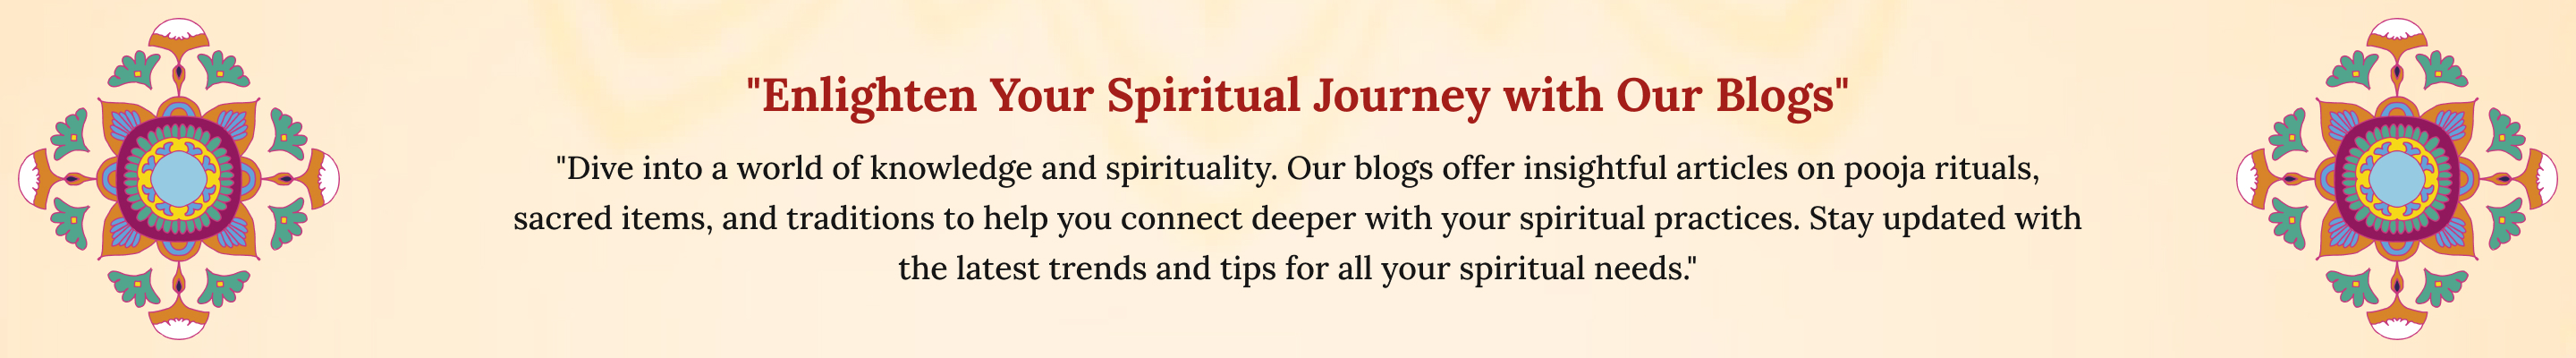 "Enlighten Your Spiritual Journey with Our Blogs"
"Dive into a world of knowledge and spirituality. Our blogs offer insightful articles on pooja rituals,
sacred items, and traditions to help you connect deeper with your spiritual practices. Stay updated with
the latest trends and tips for all your spiritual needs."